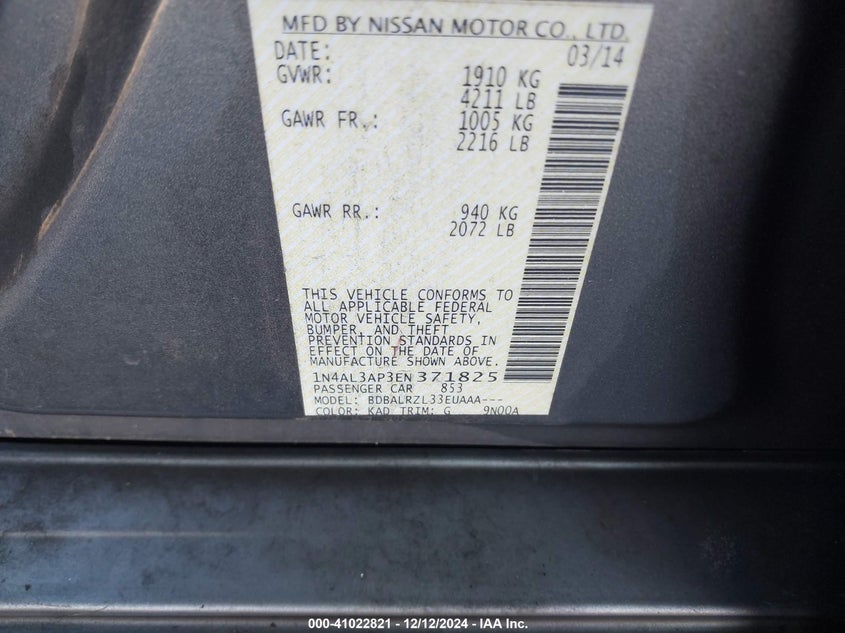 MFD BY NISSAN MOTOR CO., LTD.
DATE: 03/14
GVWR: 1910 KG
4211 LB
GAWR FR.: 1005 KG
2216 LB
GAWR RR.: 940 KG
2072 LB
THIS VEHICLE CONFORMS TO
ALL APPLICABLE FEDERAL
MOTOR VEHICLE SAFETY,
BUMPER, AND THEFT
PREVENTION STANDARDS IN
EFFECT ON THE DATE OF
MANUFACTURE SHOWN ABOVE.
1N4AL3AP3EN371825
PASSENGER CAR 853
MODEL: BDBALRZL33EUAAA---
COLOR: KAD TRIM: G 9N00A
000-41022821 - 12/12/2024 - IAA Inc.